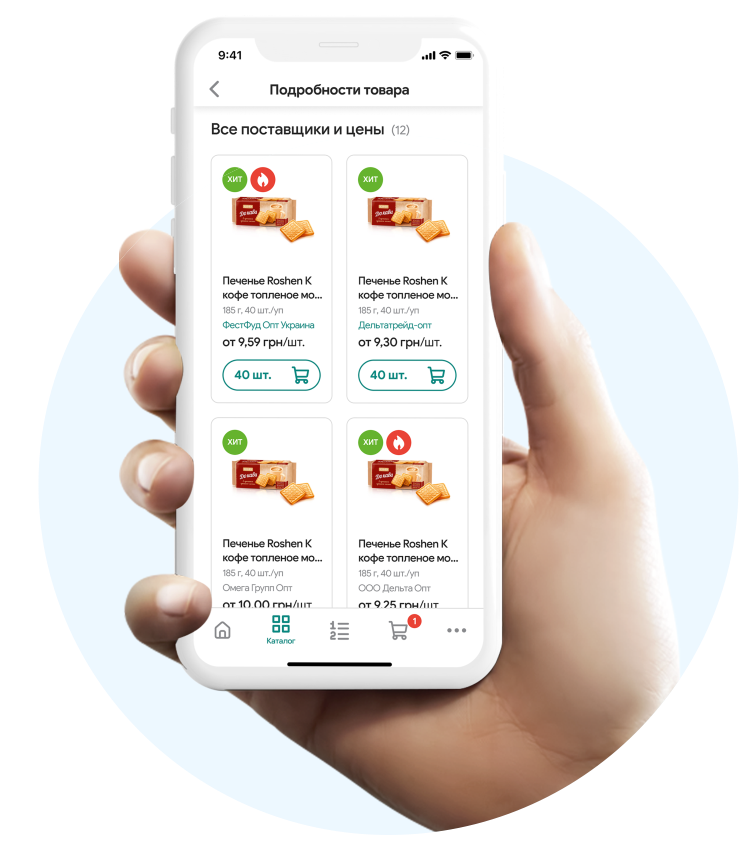 9:41
Подробности товара
Все поставщики и цены (12)
ХИТ
Печенье Roshen К
кофе топленое мо...
185 г, 40 шт./уп
ФестФуд Опт Украина
от 9,59 грн/шт.
40 шт.
ХИТ
Печенье Roshen К
кофе топленое мо...
185 г, 40 шт./уп
Дельтатрейд-опт
от 9,30 грн/шт.
40 шт.
ХИТ
Печенье Roshen К
кофе топленое мо...
185 г, 40 шт./уп
Омега Групп Опт
от 10,00 грн/шт
ХИТ
Печенье Roshen К
кофе топленое мо...
185 г, 40 шт./уп
ООО Дельта Опт
от 9,25 грн/шт
Каталог
1
2
1